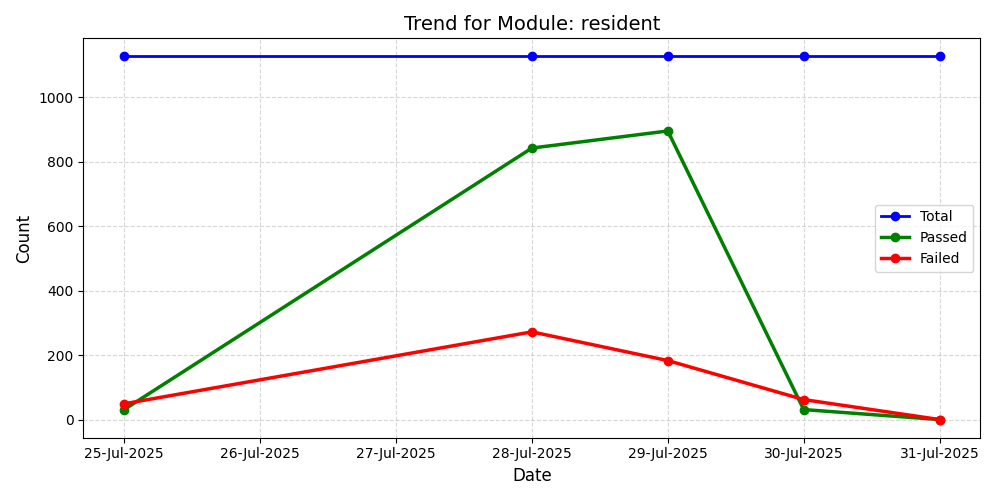 Trend for Module: resident
Count
1000
800
600
400
200
0
Total
Passed
Failed
25-Jul-2025
26-Jul-2025
27-Jul-2025
28-Jul-2025
29-Jul-2025
30-Jul-2025
31-Jul-2025
Date